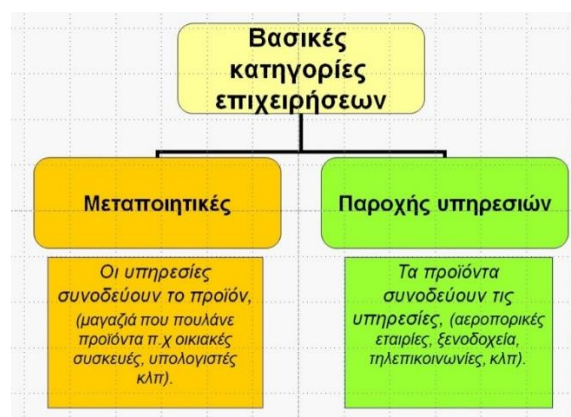 Βασικές
κατηγορίες
επιχειρήσεων
Μεταποιητικές
Παροχής υπηρεσιών
Οι υπηρεσίες
συνοδεύουν το προϊόν,
(μαγαζιά που πουλάνε
προϊόντα π.χ οικιακές
συσκευές, υπολογιστές
κλπ).
Τα προϊόντα
συνοδεύουν τις
υπηρεσίες, (αεροπορικές
εταιρίες, ξενοδοχεία,
τηλεπικοινωνίες, κλπ).